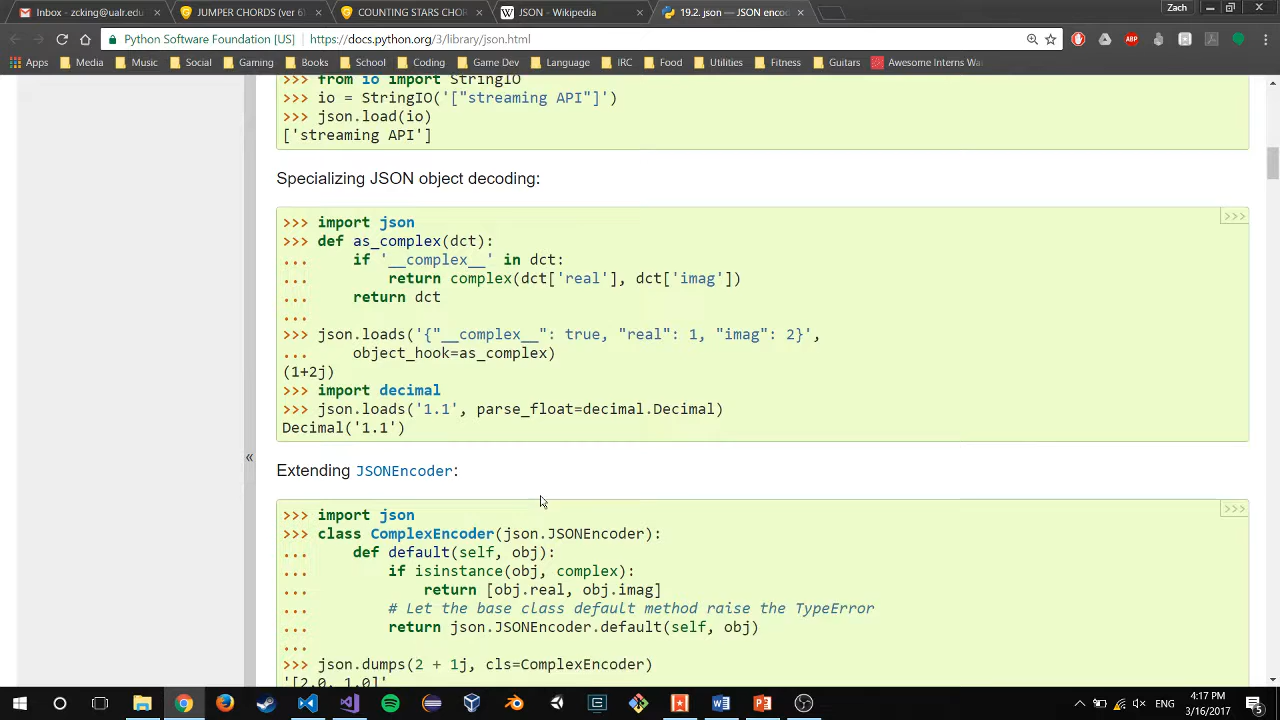 Inbox - zcking@ualr.edu
JUMPER CHORDS (ver 6)
COUNTING STARS CHOR
JSON - Wikipedia
19.2. json — JSON enco
Zach
Python Software Foundation [US]
https://docs.python.org/3/library/json.html
ABP
Apps Media Music Social Gaming Books School Coding Game Dev Language IRC Food Utilities Fitness Guitars Awesome Interns Wa
>>> from io import StringIO
>>> io = StringIO('["streaming API"]')
>>> json.load(io)
['streaming API']
Specializing JSON object decoding:
>>>
>>> import json
>>> def as_complex(dct):
...     if '__complex__' in dct:
...         return complex(dct['real'], dct['imag'])
...     return dct
...
>>> json.loads('{"__complex__": true, "real": 1, "imag": 2}',
...     object_hook=as_complex)
(1+2j)
>>> import decimal
>>> json.loads('1.1', parse_float=decimal.Decimal)
Decimal('1.1')
«
Extending JSONEncoder:
>>>
>>> import json
>>> class ComplexEncoder(json.JSONEncoder):
...     def default(self, obj):
...         if isinstance(obj, complex):
...             return [obj.real, obj.imag]
...         # Let the base class default method raise the TypeError
...         return json.JSONEncoder.default(self, obj)
...
>>> json.dumps(2 + 1j, cls=ComplexEncoder)
'[2.0, 1.0]'
ENG
4:17 PM
3/16/2017
5